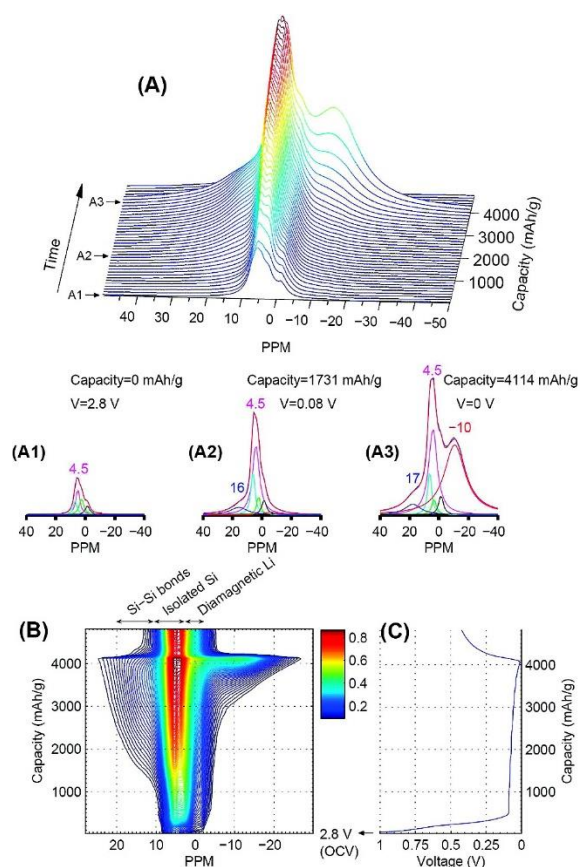 (A)
A3
A2
A1
Time
4000
3000
2000
1000
Capacity (mAh/g)
40 30 20 10 0 −10 −20 −30 −40 −50
PPM
Capacity=0 mAh/g
V=2.8 V
Capacity=1731 mAh/g
V=0.08 V
Capacity=4114 mAh/g
V=0 V
(A1)
4.5
40 20 0 −20 −40
PPM
(A2)
4.5
16
40 20 0 −20 −40
PPM
(A3)
4.5
−10
17
40 20 0 −20 −40
PPM
Si−Si bonds
Isolated Si
Diamagnetic Li
(B)
Capacity (mAh/g)
4000
3000
2000
1000
20 10 0 −10 −20
PPM
0.8
0.6
0.4
0.2
(C)
4000
3000
2000
1000
Capacity (mAh/g)
2.8 V
(OCV)
1 0.75 0.5 0.25 0
Voltage (V)